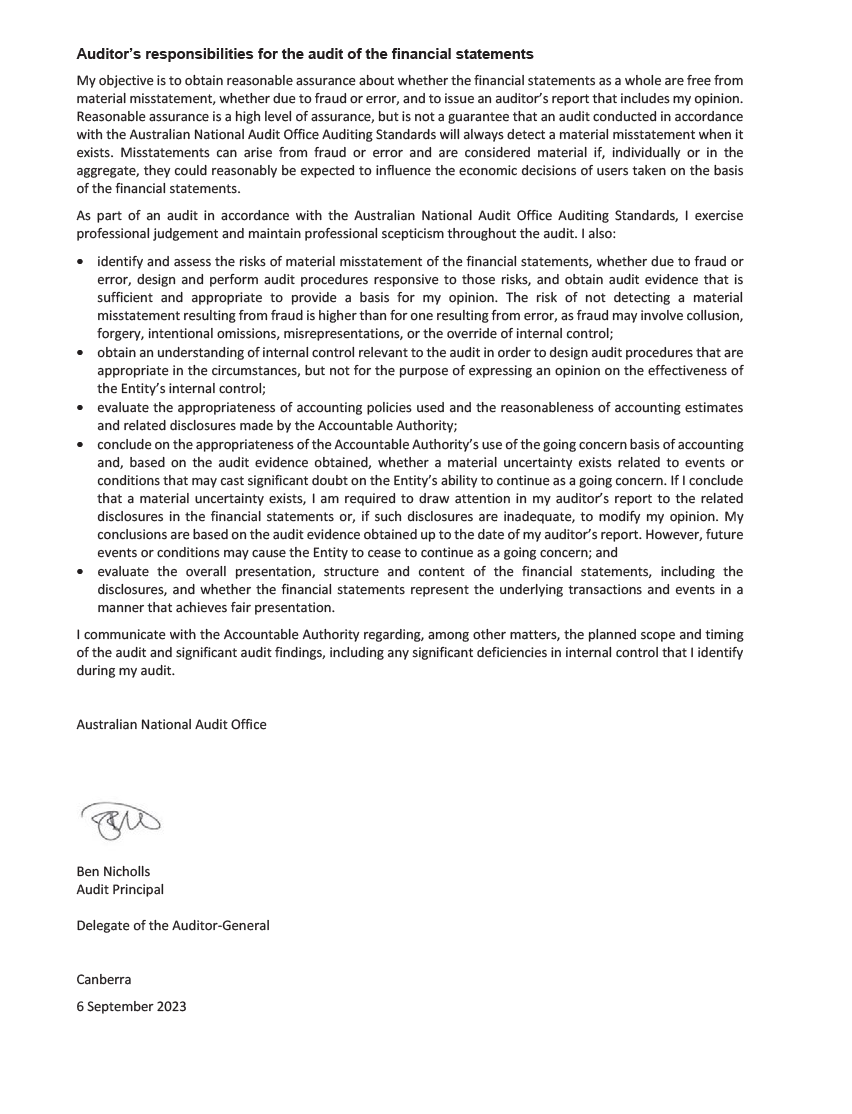 Auditor’s responsibilities for the audit of the financial statements
My objective is to obtain reasonable assurance about whether the financial statements as a whole are free from
material misstatement, whether due to fraud or error, and to issue an auditor’s report that includes my opinion.
Reasonable assurance is a high level of assurance, but is not a guarantee that an audit conducted in accordance
with the Australian National Audit Office Auditing Standards will always detect a material misstatement when it
exists. Misstatements can arise from fraud or error and are considered material if, individually or in the
aggregate, they could reasonably be expected to influence the economic decisions of users taken on the basis
of the financial statements.
As part of an audit in accordance with the Australian National Audit Office Auditing Standards, I exercise
professional judgement and maintain professional scepticism throughout the audit. I also:
• identify and assess the risks of material misstatement of the financial statements, whether due to fraud or
error, design and perform audit procedures responsive to those risks, and obtain audit evidence that is
sufficient and appropriate to provide a basis for my opinion. The risk of not detecting a material
misstatement resulting from fraud is higher than for one resulting from error, as fraud may involve collusion,
forgery, intentional omissions, misrepresentations, or the override of internal control;
• obtain an understanding of internal control relevant to the audit in order to design audit procedures that are
appropriate in the circumstances, but not for the purpose of expressing an opinion on the effectiveness of
the Entity’s internal control;
• evaluate the appropriateness of accounting policies used and the reasonableness of accounting estimates
and related disclosures made by the Accountable Authority;
• conclude on the appropriateness of the Accountable Authority’s use of the going concern basis of accounting
and, based on the audit evidence obtained, whether a material uncertainty exists related to events or
conditions that may cast significant doubt on the Entity’s ability to continue as a going concern. If I conclude
that a material uncertainty exists, I am required to draw attention in my auditor’s report to the related
disclosures in the financial statements or, if such disclosures are inadequate, to modify my opinion. My
conclusions are based on the audit evidence obtained up to the date of my auditor’s report. However, future
events or conditions may cause the Entity to cease to continue as a going concern; and
• evaluate the overall presentation, structure and content of the financial statements, including the
disclosures, and whether the financial statements represent the underlying transactions and events in a
manner that achieves fair presentation.
I communicate with the Accountable Authority regarding, among other matters, the planned scope and timing
of the audit and significant audit findings, including any significant deficiencies in internal control that I identify
during my audit.
Australian National Audit Office
Ben Nicholls
Audit Principal
Delegate of the Auditor-General
Canberra
6 September 2023